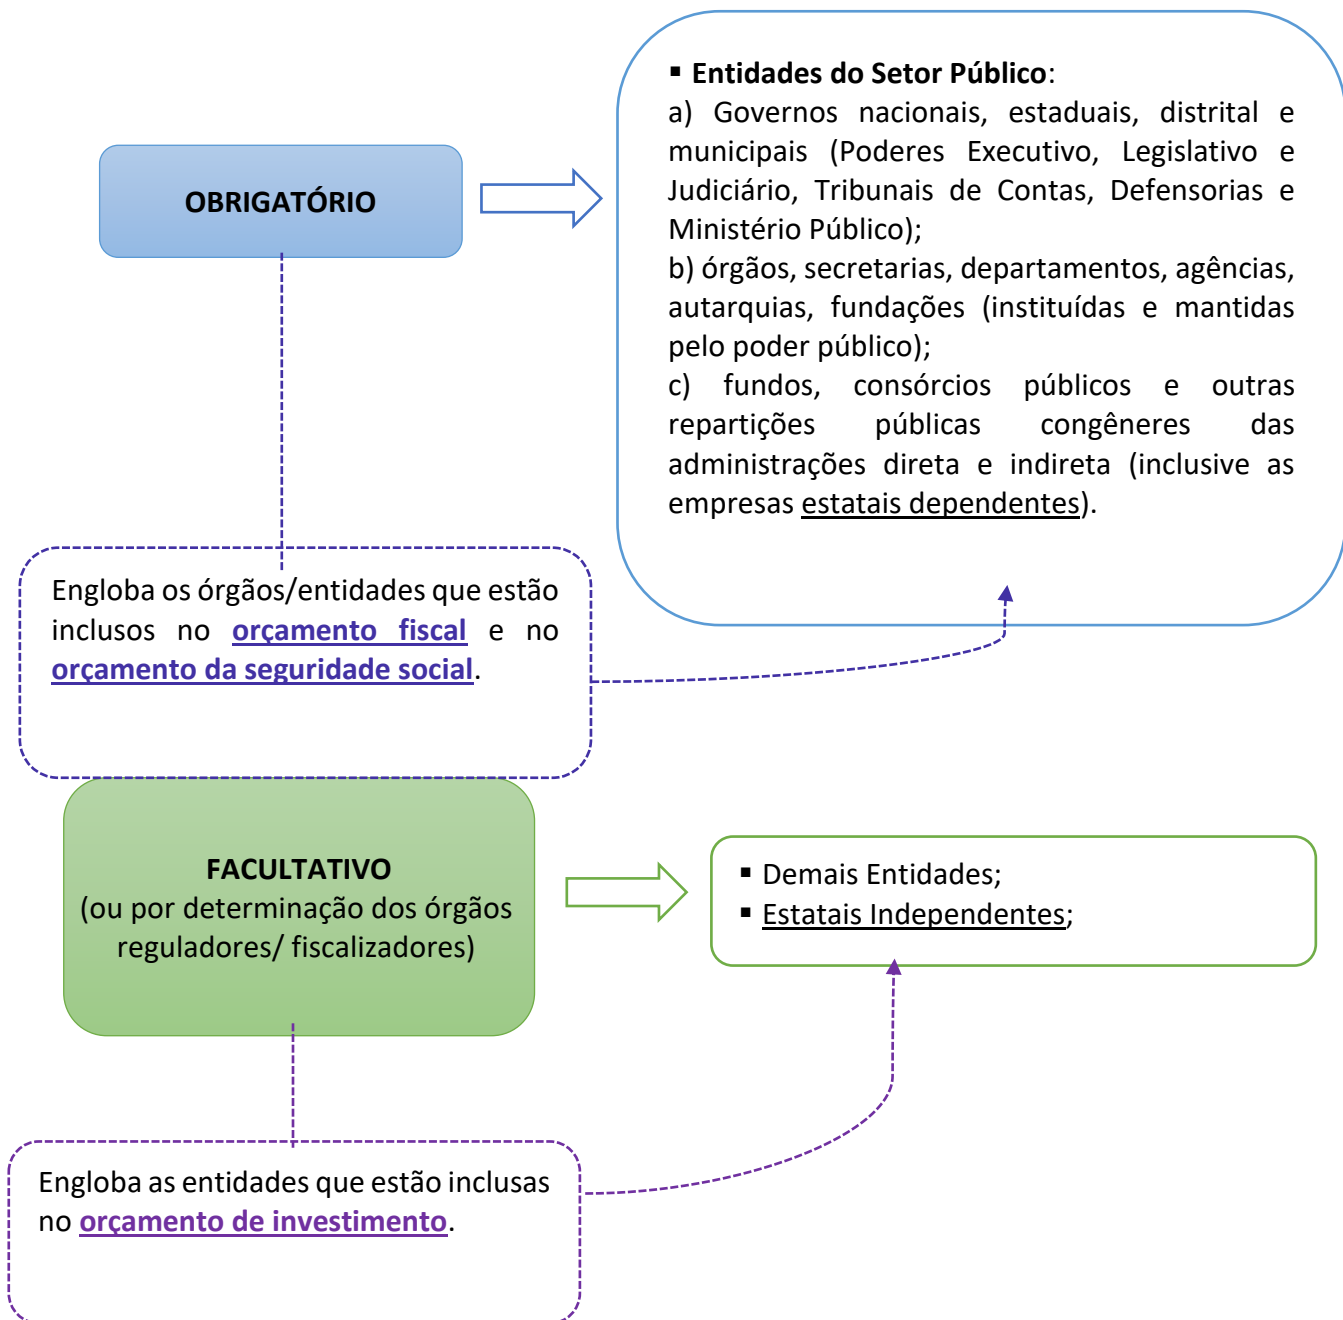 OBRIGATÓRIO
▪ Entidades do Setor Público:
a) Governos nacionais, estaduais, distrital e
municipais (Poderes Executivo, Legislativo e
Judiciário, Tribunais de Contas, Defensorias e
Ministério Público);
b) órgãos, secretarias, departamentos, agências,
autarquias, fundações (instituídas e mantidas
pelo poder público);
c) fundos, consórcios públicos e outras
repartições públicas congêneres das
administrações direta e indireta (inclusive as
empresas estatais dependentes).
Engloba os órgãos/entidades que estão
inclusos no orçamento fiscal e no
orçamento da seguridade social.
FACULTATIVO
(ou por determinação dos órgãos
reguladores/ fiscalizadores)
▪ Demais Entidades;
▪ Estatais Independentes;
Engloba as entidades que estão inclusas
no orçamento de investimento.